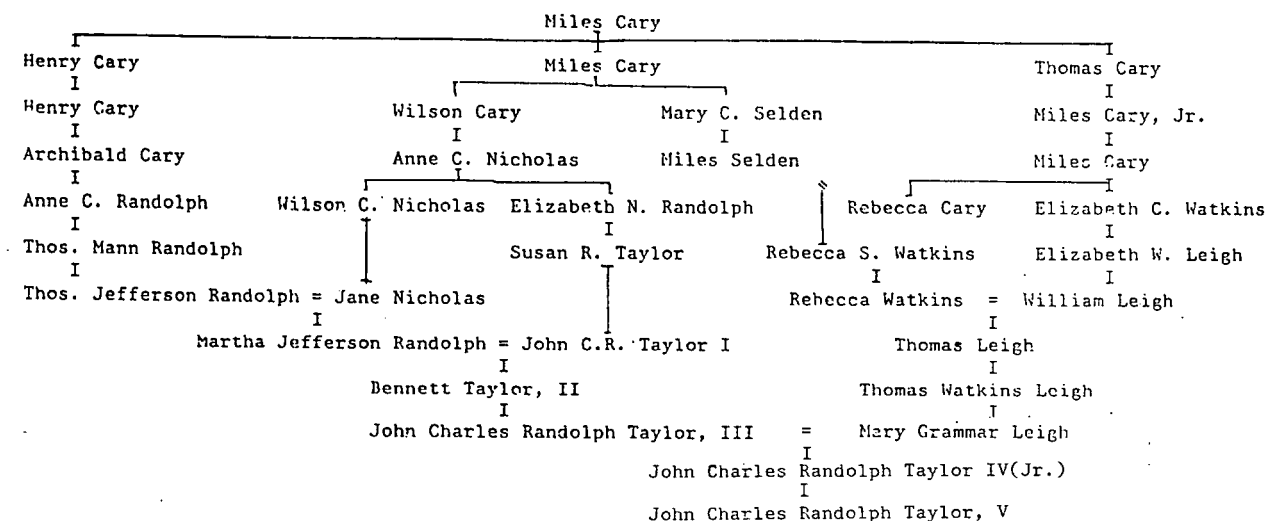 Miles Cary
Henry Cary Miles Cary Thomas Cary
Henry Cary Wilson Cary Mary C. Selden Miles Cary, Jr.
Archibald Cary Anne C. Nicholas Miles Selden Miles Cary
Anne C. Randolph Wilson C. Nicholas Elizabeth N. Randolph Rebecca Cary Elizabeth C. Watkins
Thos. Mann Randolph Susan R. Taylor Rebecca S. Watkins Elizabeth W. Leigh
Thos. Jefferson Randolph = Jane Nicholas Rebecca Watkins = William Leigh
Martha Jefferson Randolph = John C.R. Taylor I Thomas Leigh
Bennett Taylor, II Thomas Watkins Leigh
John Charles Randolph Taylor, III = Mary Grammar Leigh
John Charles Randolph Taylor IV(Jr.)
John Charles Randolph Taylor, V